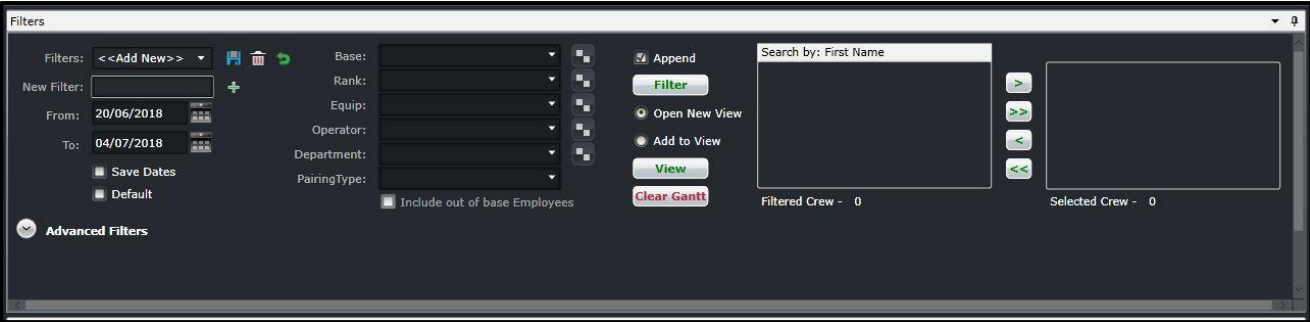 Filters
Filters: <<Add New>>
New Filter:
From: 20/06/2018
To: 04/07/2018
Save Dates
Default
Base:
Rank:
Equip:
Operator:
Department:
PairingType:
Include out of base Employees
Append
Filter
Open New View
Add to View
View
Clear Gantt
Search by: First Name
Filtered Crew - 0
>
>>
<
<<
Selected Crew - 0
Advanced Filters